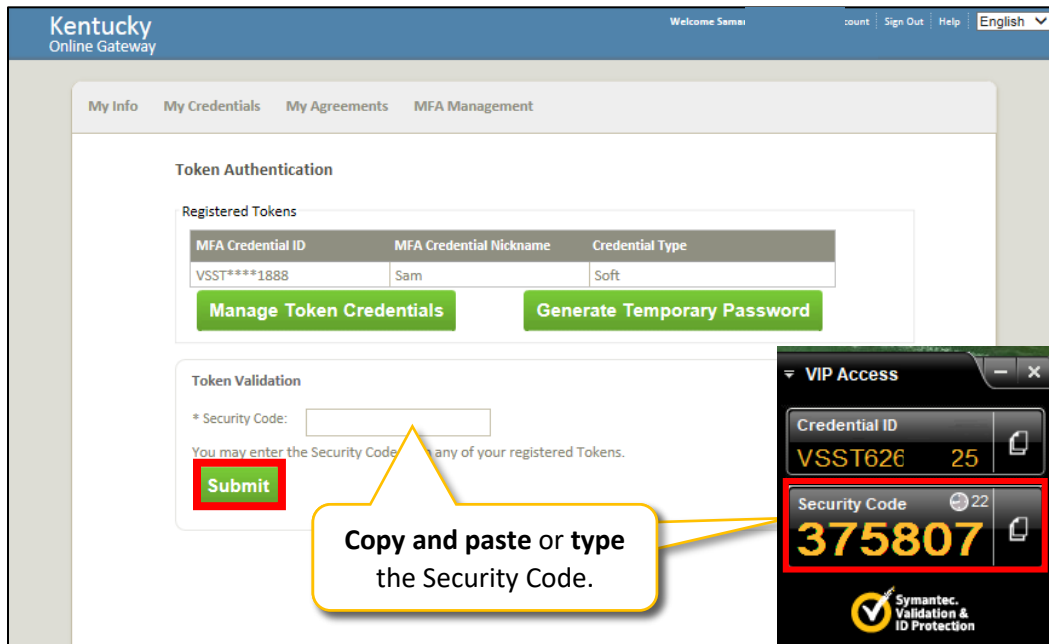 Kentucky
Online Gateway
Welcome Samar
count Sign Out Help English
My Info My Credentials My Agreements MFA Management
Token Authentication
Registered Tokens
MFA Credential ID MFA Credential Nickname Credential Type
VSST****1888 Sam Soft
Manage Token Credentials Generate Temporary Password
Token Validation
* Security Code:
You may enter the Security Code any of your registered Tokens.
Submit
Copy and paste or type
the Security Code.
VIP Access
Credential ID
VSST626 25
Security Code 22
375807
Symantec.
Validation &
ID Protection